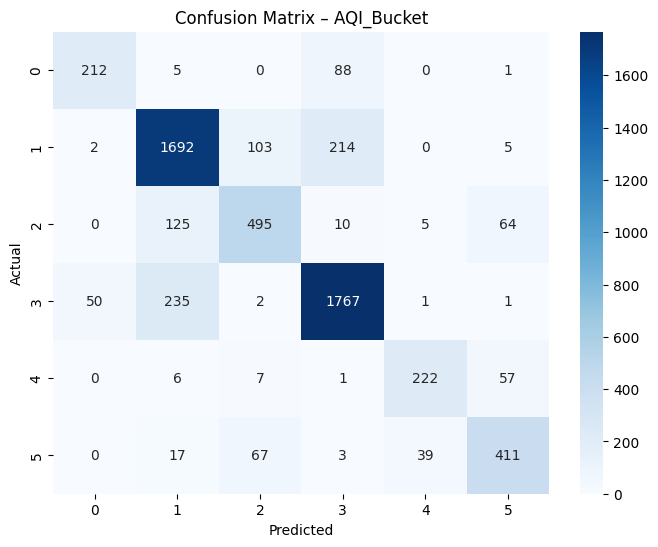 Confusion Matrix – AQI_Bucket
0 212 5 0 88 0 1
1 2 1692 103 214 0 5
2 0 125 495 10 5 64
3 50 235 2 1767 1 1
4 0 6 7 1 222 57
5 0 17 67 3 39 411
0 1 2 3 4 5
Predicted
Actual
1600
1400
1200
1000
800
600
400
200
0